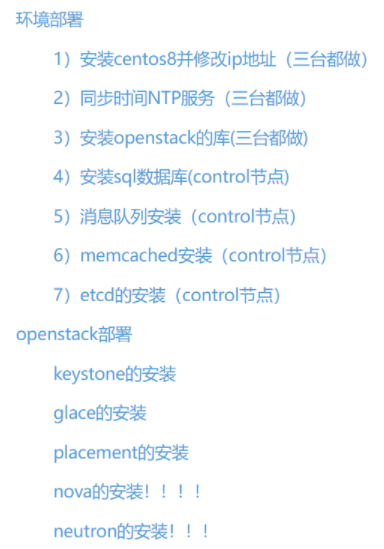 环境部署
1）安装centos8并修改ip地址（三台都做）
2）同步时间NTP服务（三台都做）
3）安装openstack的库(三台都做)
4）安装sql数据库(control节点)
5）消息队列安装（control节点）
6）memcached安装（control节点）
7）etcd的安装（control节点）
openstack部署
keystone的安装
glace的安装
placement的安装
nova的安装！！！！
neutron的安装！！！